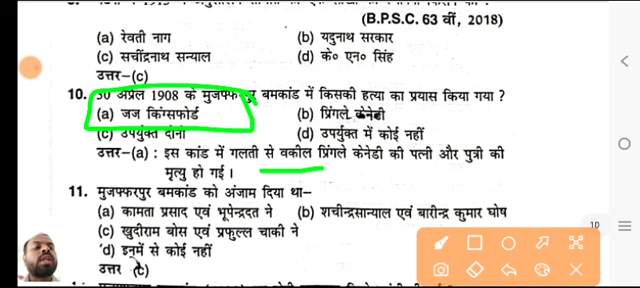 (B.P.S.C. 63 वीं, 2018)
(a) रेवती नाग (b) यदुनाथ सरकार
(c) सचींद्रनाथ सन्याल (d) के० एन० सिंह
उत्तर-(c)
10. 30 अप्रैल 1908 के मुजफ्फरपुर बमकांड में किसकी हत्या का प्रयास किया गया ?
(a) जज किंग्सफोर्ड (b) प्रिंगले केनेडी
(c) उपर्युक्त दोनों (d) उपर्युक्त में कोई नहीं
उत्तर-(a) : इस कांड में गलती से वकील प्रिंगले केनेडी की पत्नी और पुत्री की
मृत्यु हो गई।
11. मुजफ्फरपुर बमकांड को अंजाम दिया था-
(a) कामता प्रसाद एवं भूपेन्द्रदत ने (b) शचीन्द्रसान्याल एवं बारीन्द्र कुमार घोष
(c) खुदीराम बोस एवं प्रफुल्ल चाकी ने
(d) इनमें से कोई नहीं
उत्तर (c)
10